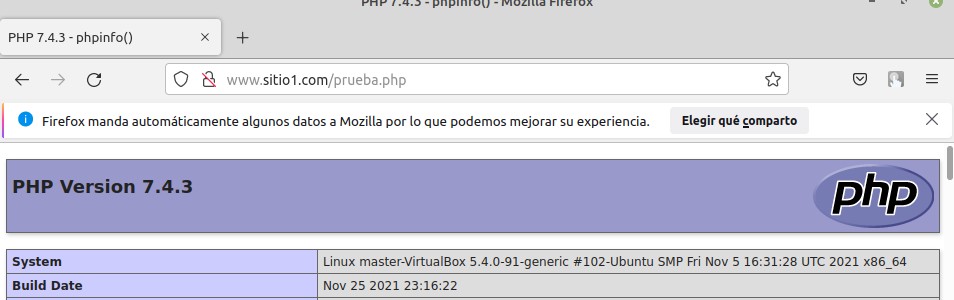 PHP 7.4.3 - phpinfo() - Mozilla Firefox
PHP 7.4.3 - phpinfo()
www.sitio1.com/prueba.php
Firefox manda automáticamente algunos datos a Mozilla por lo que podemos mejorar su experiencia. Elegir qué comparto
PHP Version 7.4.3
php
System Linux master-VirtualBox 5.4.0-91-generic #102-Ubuntu SMP Fri Nov 5 16:31:28 UTC 2021 x86_64
Build Date Nov 25 2021 23:16:22